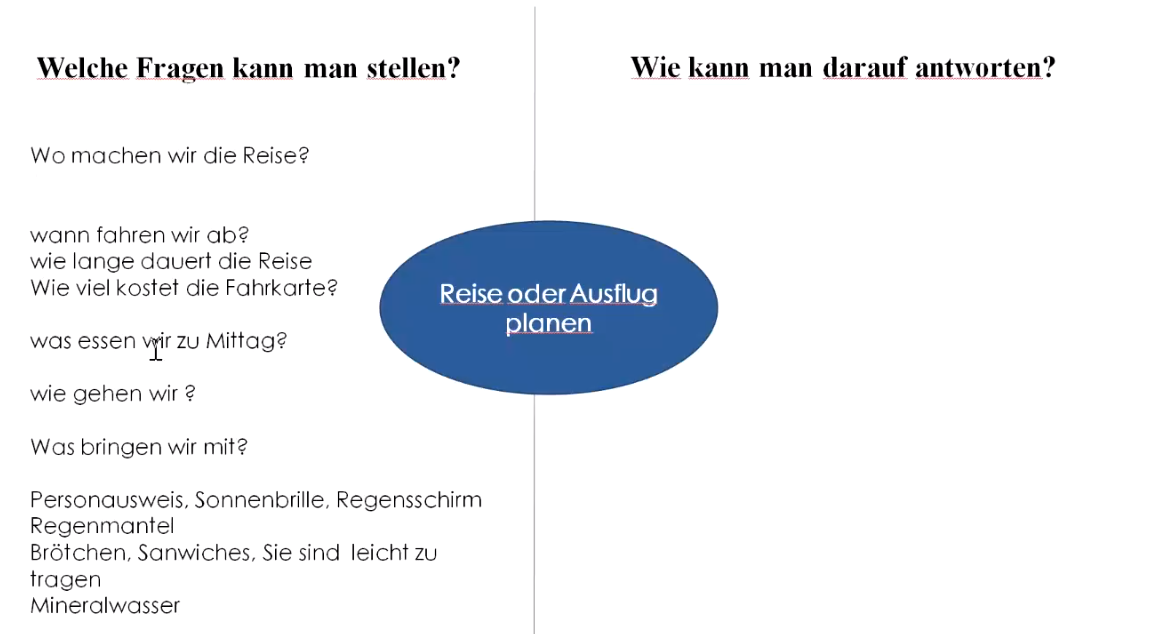 Welche Fragen kann man stellen?
Wo machen wir die Reise?
wann fahren wir ab?
wie lange dauert die Reise
Wie viel kostet die Fahrkarte?
was essen wir zu Mittag?
wie gehen wir ?
Was bringen wir mit?
Personausweis, Sonnenbrille, Regensschirm
Regenmantel
Brötchen, Sanwiches, Sie sind leicht zu
tragen
Mineralwasser
Reise oder Ausflug
planen
Wie kann man darauf antworten?